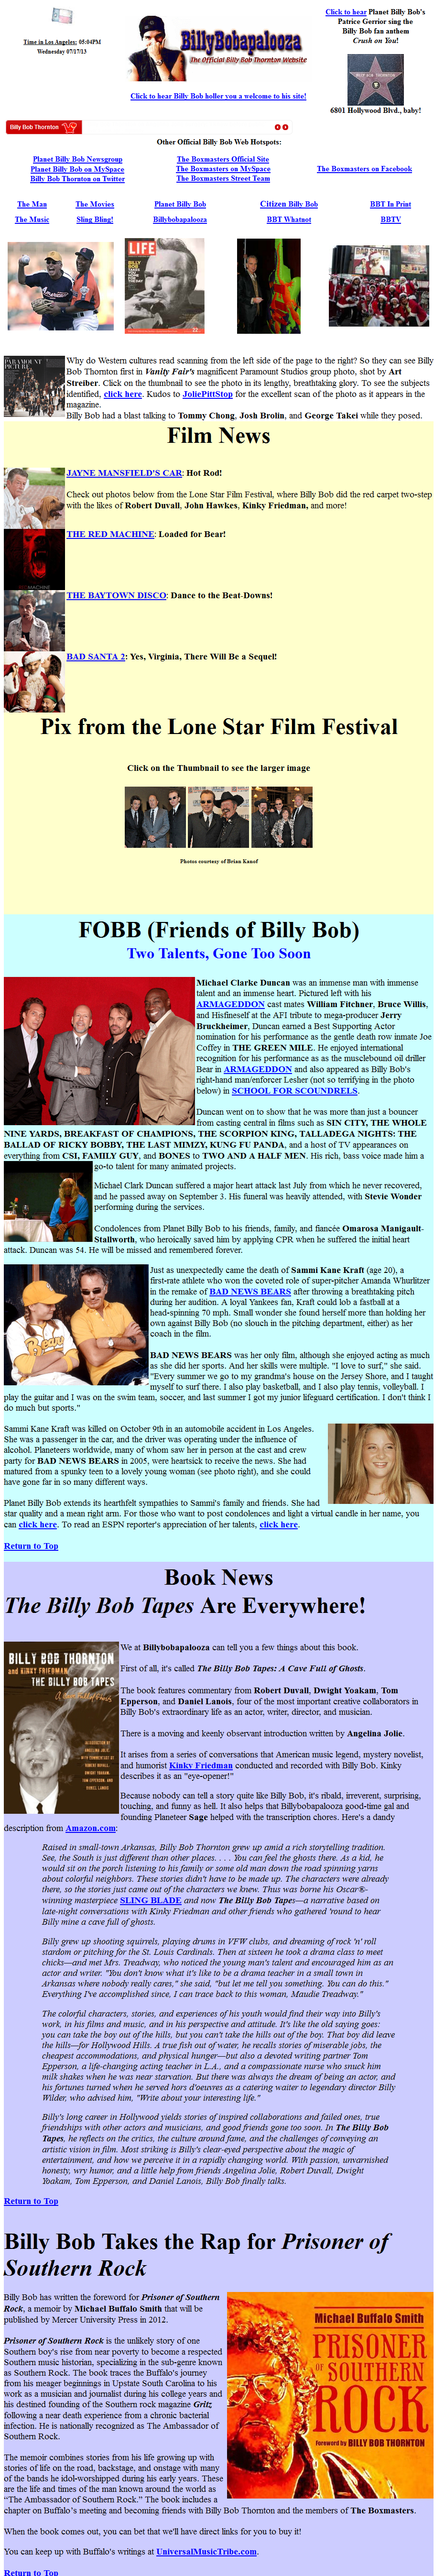 Time in Los Angeles: 05:04PM
Wednesday 07/17/13
BillyBobapalooza
The Official Billy Bob Thornton Website
Click to hear Billy Bob holler you a welcome to his site!
Click to hear Planet Billy Bob's
Patrice Gerrior sing the
Billy Bob fan anthem
Crush on You!
6801 Hollywood Blvd., baby!
Billy Bob Thornton
Other Official Billy Bob Web Hotspots:
Planet Billy Bob Newsgroup
Planet Billy Bob on MySpace
Billy Bob Thornton on Twitter
The Boxmasters Official Site
The Boxmasters on MySpace
The Boxmasters Street Team
The Boxmasters on Facebook
The Man The Movies Planet Billy Bob Citizen Billy Bob BBT In Print
The Music Sling Bling! Billybobapalooza BBT Whatnot BBTV
LIFE
Why do Western cultures read scanning from the left side of the page to the right? So they can see Billy
Bob Thornton first in Vanity Fair's magnificent Paramount Studios group photo, shot by Art
Streiber. Click on the thumbnail to see the photo in its lengthy, breathtaking glory. To see the subjects
identified, click here. Kudos to JoliePittStop for the excellent scan of the photo as it appears in the
magazine.
Billy Bob had a blast talking to Tommy Chong, Josh Brolin, and George Takei while they posed.
Film News
JAYNE MANSFIELD'S CAR: Hot Rod!
Check out photos below from the Lone Star Film Festival, where Billy Bob did the red carpet two-step
with the likes of Robert Duvall, John Hawkes, Kinky Friedman, and more!
THE RED MACHINE: Loaded for Bear!
THE BAYTOWN DISCO: Dance to the Beat-Downs!
BAD SANTA 2: Yes, Virginia, There Will Be a Sequel!
Pix from the Lone Star Film Festival
Click on the Thumbnail to see the larger image
Photos courtesy of Brian Kanof
FOBB (Friends of Billy Bob)
Two Talents, Gone Too Soon
Michael Clarke Duncan was an immense man with immense
talent and an immense heart. Pictured left with his
ARMAGEDDON cast mates William Fitchner, Bruce Willis,
and Hisfineself at the AFI tribute to mega-producer Jerry
Bruckheimer, Duncan earned a Best Supporting Actor
nomination for his performance as the gentle death row inmate Joe
Coffey in THE GREEN MILE. He enjoyed international
recognition for his performance as as the musclebound oil driller
Bear in ARMAGEDDON and also appeared as Billy Bob's
right-hand man/enforcer Lesher (not so terrifying in the photo
below) in SCHOOL FOR SCOUNDRELS.
Duncan went on to show that he was more than just a bouncer
from casting central in films such as SIN CITY, THE WHOLE
NINE YARDS, BREAKFAST OF CHAMPIONS, THE SCORPION KING, TALLADEGA NIGHTS: THE
BALLAD OF RICKY BOBBY, THE LAST MIMZY, KUNG FU PANDA, and a host of TV appearances on
everything from CSI, FAMILY GUY, and BONES to TWO AND A HALF MEN. His rich, bass voice made him a
go-to talent for many animated projects.
Michael Clark Duncan suffered a major heart attack last July from which he never recovered,
and he passed away on September 3. His funeral was heavily attended, with Stevie Wonder
performing during the services.
Condolences from Planet Billy Bob to his friends, family, and fiancée Omarosa Manigault-
Stallworth, who heroically saved him by applying CPR when he suffered the initial heart
attack. Duncan was 54. He will be missed and remembered forever.
Just as unexpectedly came the death of Sammi Kane Kraft (age 20), a
first-rate athlete who won the coveted role of super-pitcher Amanda Whurlitzer
in the remake of BAD NEWS BEARS after throwing a breathtaking pitch
during her audition. A loyal Yankees fan, Kraft could lob a fastball at a
head-spinning 70 mph. Small wonder she found herself more than holding her
own against Billy Bob (no slouch in the pitching department, either) as her
coach in the film.
BAD NEWS BEARS was her only film, although she enjoyed acting as much
as she did her sports. And her skills were multiple. "I love to surf," she said.
"Every summer we go to my grandma's house on the Jersey Shore, and I taught
myself to surf there. I also play basketball, and I also play tennis, volleyball. I
play the guitar and I was on the swim team, soccer, and last summer I got my junior lifeguard certification. I don't think I
do much but sports."
Sammi Kane Kraft was killed on October 9th in an automobile accident in Los Angeles.
She was a passenger in the car, and the driver was operating under the influence of
alcohol. Planeteers worldwide, many of whom saw her in person at the cast and crew
party for BAD NEWS BEARS in 2005, were heartsick to receive the news. She had
matured from a spunky teen to a lovely young woman (see photo right), and she could
have gone far in so many different ways.
Planet Billy Bob extends its heartfelt sympathies to Sammi's family and friends. She had
star quality and a mean right arm. For those who want to post condolences and light a virtual candle in her name, you
can click here. To read an ESPN reporter's appreciation of her talents, click here.
Return to Top
Book News
The Billy Bob Tapes Are Everywhere!
BILLY BOB THORNTON
AND KINKY FRIEDMAN
THE BILLY BOB TAPES
We at Billybobapalooza can tell you a few things about this book.
First of all, it's called The Billy Bob Tapes: A Cave Full of Ghosts.
The book features commentary from Robert Duvall, Dwight Yoakam, Tom
Epperson, and Daniel Lanois, four of the most important creative collaborators in
Billy Bob's extraordinary life as an actor, writer, director, and musician.
There is a moving and keenly observant introduction written by Angelina Jolie.
It arises from a series of conversations that American music legend, mystery novelist,
and humorist Kinky Friedman conducted and recorded with Billy Bob. Kinky
describes it as an "eye-opener!"
Because nobody can tell a story quite like Billy Bob, it's ribald, irreverent, surprising,
touching, and funny as hell. It also helps that Billybobapalooza good-time gal and
founding Planeteer Sage helped with the transcription chores. Here's a dandy
description from Amazon.com:
Raised in small-town Arkansas, Billy Bob Thornton grew up amid a rich storytelling tradition.
See, the South is just different than other places. . . . You can feel the ghosts there. As a kid, he
would sit on the porch listening to his family or some old man down the road spinning yarns
about colorful neighbors. These stories didn't have to be made up. The characters were already
there, so the stories just came out of the characters we knew. Thus was borne his Oscar®-
winning masterpiece SLING BLADE and now The Billy Bob Tapes—a narrative based on
late-night conversations with Kinky Friedman and other friends who gathered 'round to hear
Billy mine a cave full of ghosts.
Billy grew up shooting squirrels, playing drums in VFW clubs, and dreaming of rock 'n' roll
stardom or pitching for the St. Louis Cardinals. Then at sixteen he took a drama class to meet
chicks—and met Mrs. Treadway, who noticed the young man's talent and encouraged him as an
actor and writer. "You don't know what it's like to be a drama teacher in a small town in
Arkansas where nobody really cares," she said, "but let me tell you something. You can do this."
Everything I've accomplished since, I can trace back to this woman, Maudie Treadway."
The colorful characters, stories, and experiences of his youth would find their way into Billy's
work, in his films and music, and in his perspective and attitude. It's like the old saying goes:
you can take the boy out of the hills, but you can't take the hills out of the boy. That boy did leave
the hills—for Hollywood Hills. A true fish out of water, he recalls stories of miserable jobs, the
cheapest accommodations, and physical hunger—but also a devoted writing partner Tom
Epperson, a life-changing acting teacher in L.A., and a compassionate nurse who snuck him
milk shakes when he was near starvation. But there was always the dream of being an actor, and
his fortunes turned when he served hors d'oeuvres as a catering waiter to legendary director Billy
Wilder, who advised him, "Write about your interesting life."
Billy's long career in Hollywood yields stories of inspired collaborations and failed ones, true
friendships with other actors and musicians, and good friends gone too soon. In The Billy Bob
Tapes, he reflects on the critics, the culture around fame, and the challenges of conveying an
artistic vision in film. Most striking is Billy's clear-eyed perspective about the magic of
entertainment, and how we perceive it in a rapidly changing world. With passion, unvarnished
honesty, wry humor, and a little help from friends Angelina Jolie, Robert Duvall, Dwight
Yoakam, Tom Epperson, and Daniel Lanois, Billy Bob finally talks.
Return to Top
Billy Bob Takes the Rap for Prisoner of
Southern Rock
Billy Bob has written the foreword for Prisoner of Southern
Rock, a memoir by Michael Buffalo Smith that will be
published by Mercer University Press in 2012.
Prisoner of Southern Rock is the unlikely story of one
Southern boy's rise from near poverty to become a respected
Southern music historian, specializing in the sub-genre known
as Southern Rock. The book traces the Buffalo's journey
from his meager beginnings in Upstate South Carolina to his
work as a musician and journalist during his college years and
his destined founding of the Southern rock magazine Gritz
following a near death experience from a chronic bacterial
infection. He is nationally recognized as The Ambassador of
Southern Rock.
The memoir combines stories from his life growing up with
stories of life on the road, backstage, and onstage with many
of the bands he idol-worshipped during his early years. These
are the life and times of the man known around the world as
"The Ambassador of Southern Rock." The book includes a
chapter on Buffalo's meeting and becoming friends with Billy Bob Thornton and the members of The Boxmasters.
Michael Buffalo Smith
PRISONER
OF SOUTHERN
ROCK
Foreword by BILLY BOB THORNTON
When the book comes out, you can bet that we'll have direct links for you to buy it!
You can keep up with Buffalo's writings at UniversalMusicTribe.com.
Return to Top